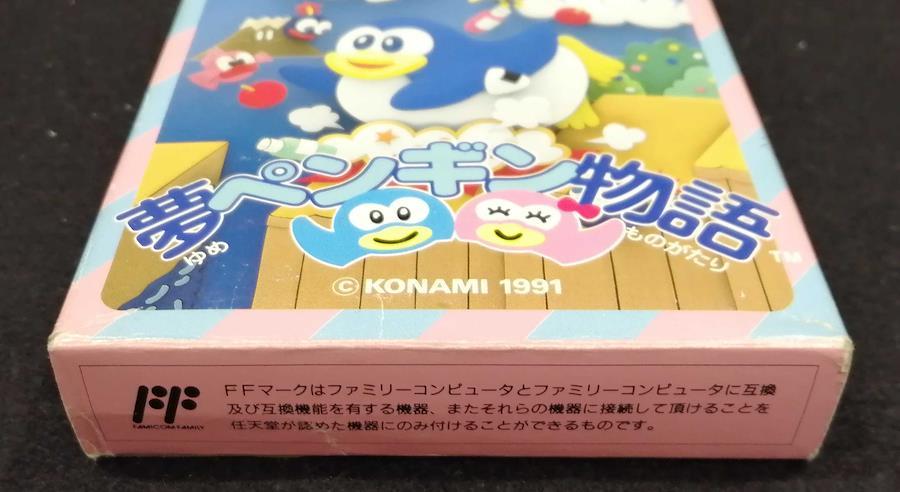 夢ペンギン物語
ゆめ
ものがたり
TM
© KONAMI 1991
FF
FAMICOM FAMILY
FFマークはファミリーコンピュータとファミリーコンピュータに互換
及び互換機能を有する機器、またそれらの機器に接続して頂けることを
任天堂が認めた機器にのみ付けることができるものです。